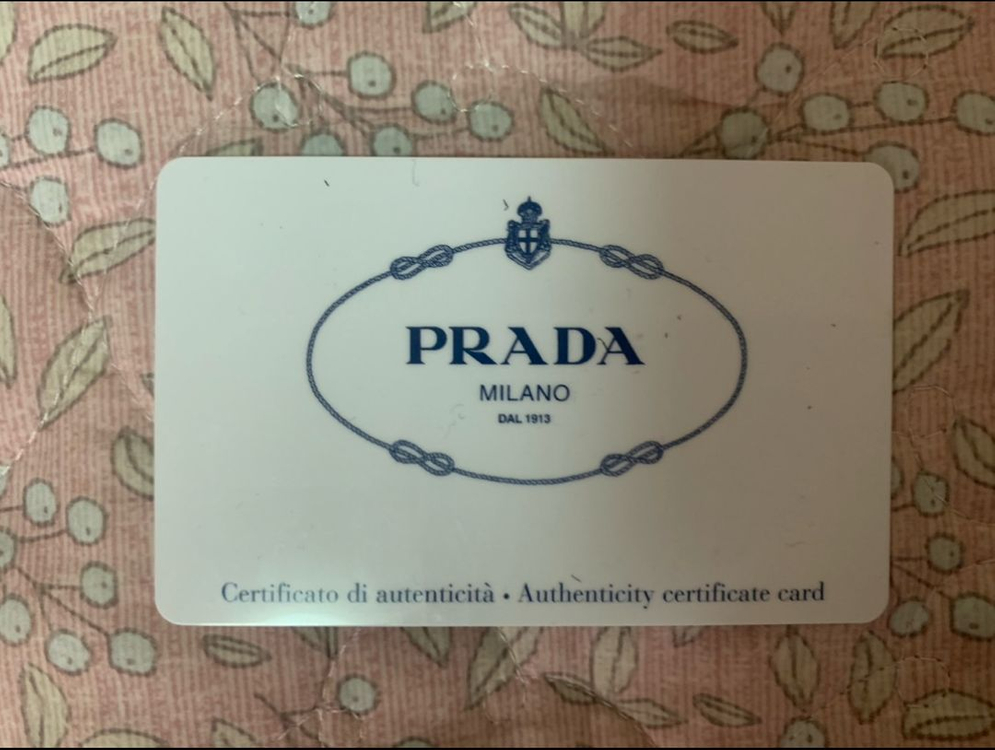 PRADA
MILANO
DAL 1913
Certificato di autenticità • Authenticity certificate card